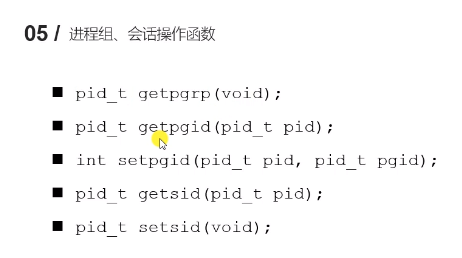 05 / 进程组、会话操作函数
■ pid_t getpgrp(void);
■ pid_t getpgid(pid_t pid);
■ int setpgid(pid_t pid, pid_t pgid);
■ pid_t getsid(pid_t pid);
■ pid_t setsid(void);